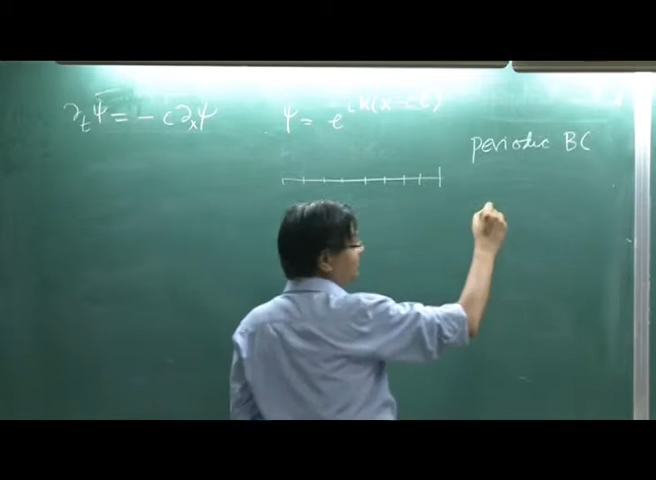 ∂ₜΨ = - c ∂ₓΨ
Ψ = e^{ik(x-ct)}
periodic BC